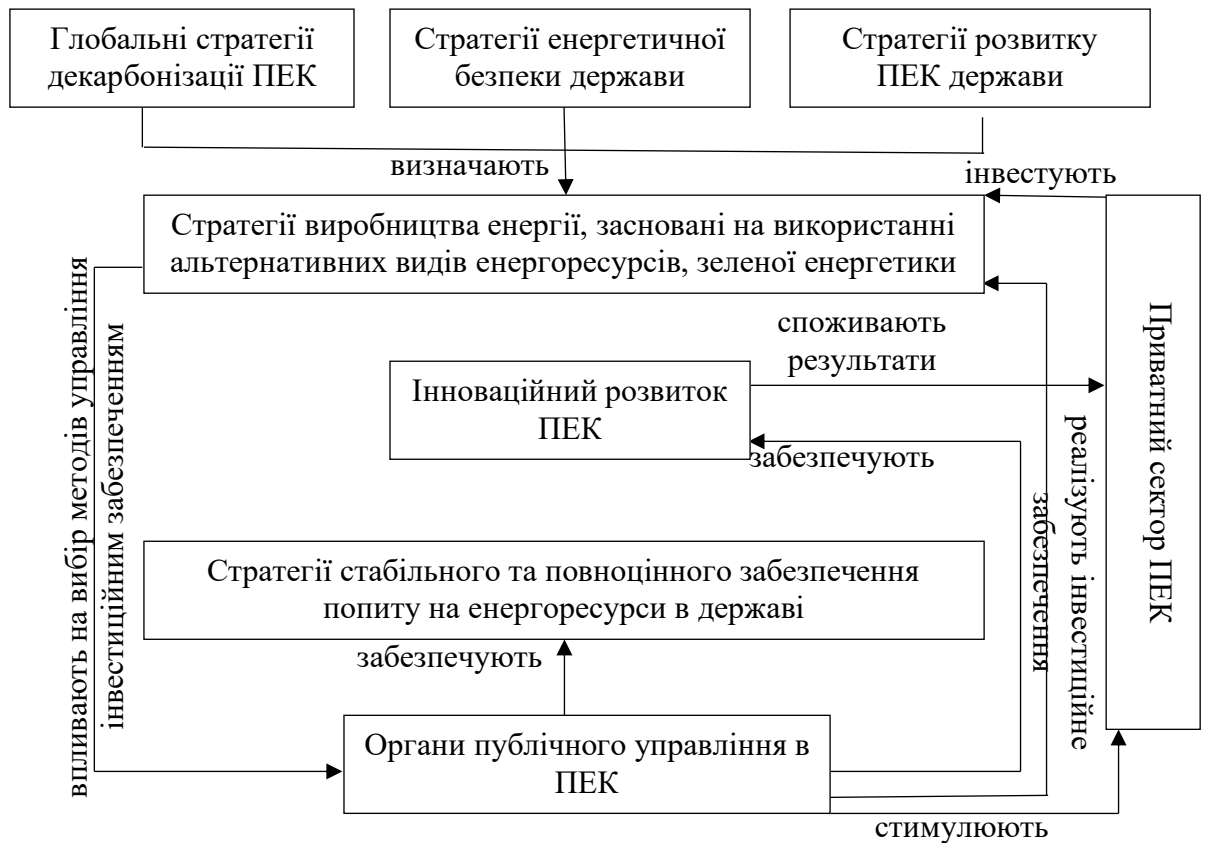 Глобальні стратегії
декарбонізації ПЕК
Стратегії енергетичної
безпеки держави
Стратегії розвитку
ПЕК держави
визначають
інвестують
Стратегії виробництва енергії, засновані на використанні
альтернативних видів енергоресурсів, зеленої енергетики
впливають на вибір методів управління
інвестиційним забезпеченням
споживають
результати
Інноваційний розвиток
ПЕК
забезпечують
реалізують інвестиційне
забезпечення
Приватний сектор ПЕК
Стратегії стабільного та повноцінного забезпечення
попиту на енергоресурси в державі
забезпечують
Органи публічного управління в
ПЕК
стимулюють